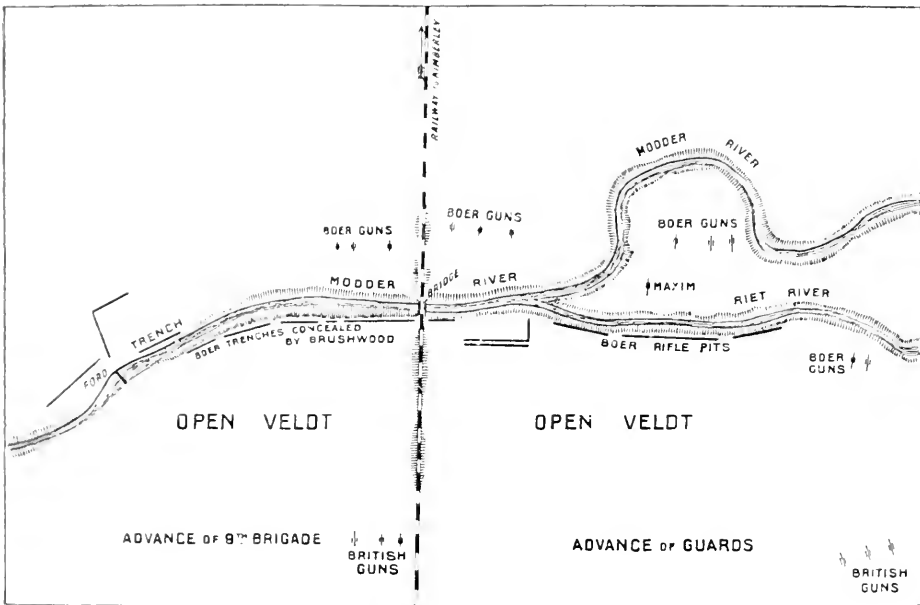 RAILWAY TO KIMBERLEY
MODDER RIVER
BOER GUNS
BOER GUNS
BOER GUNS
MODDER BRIDGE RIVER
MAXIM
RIET RIVER
TRENCH
BOER TRENCHES CONCEALED
BY BRUSHWOOD
BOER RIFLE PITS
FORD
BOER
GUNS
OPEN VELDT
OPEN VELDT
ADVANCE OF 9TH BRIGADE
BRITISH
GUNS
ADVANCE OF GUARDS
BRITISH
GUNS